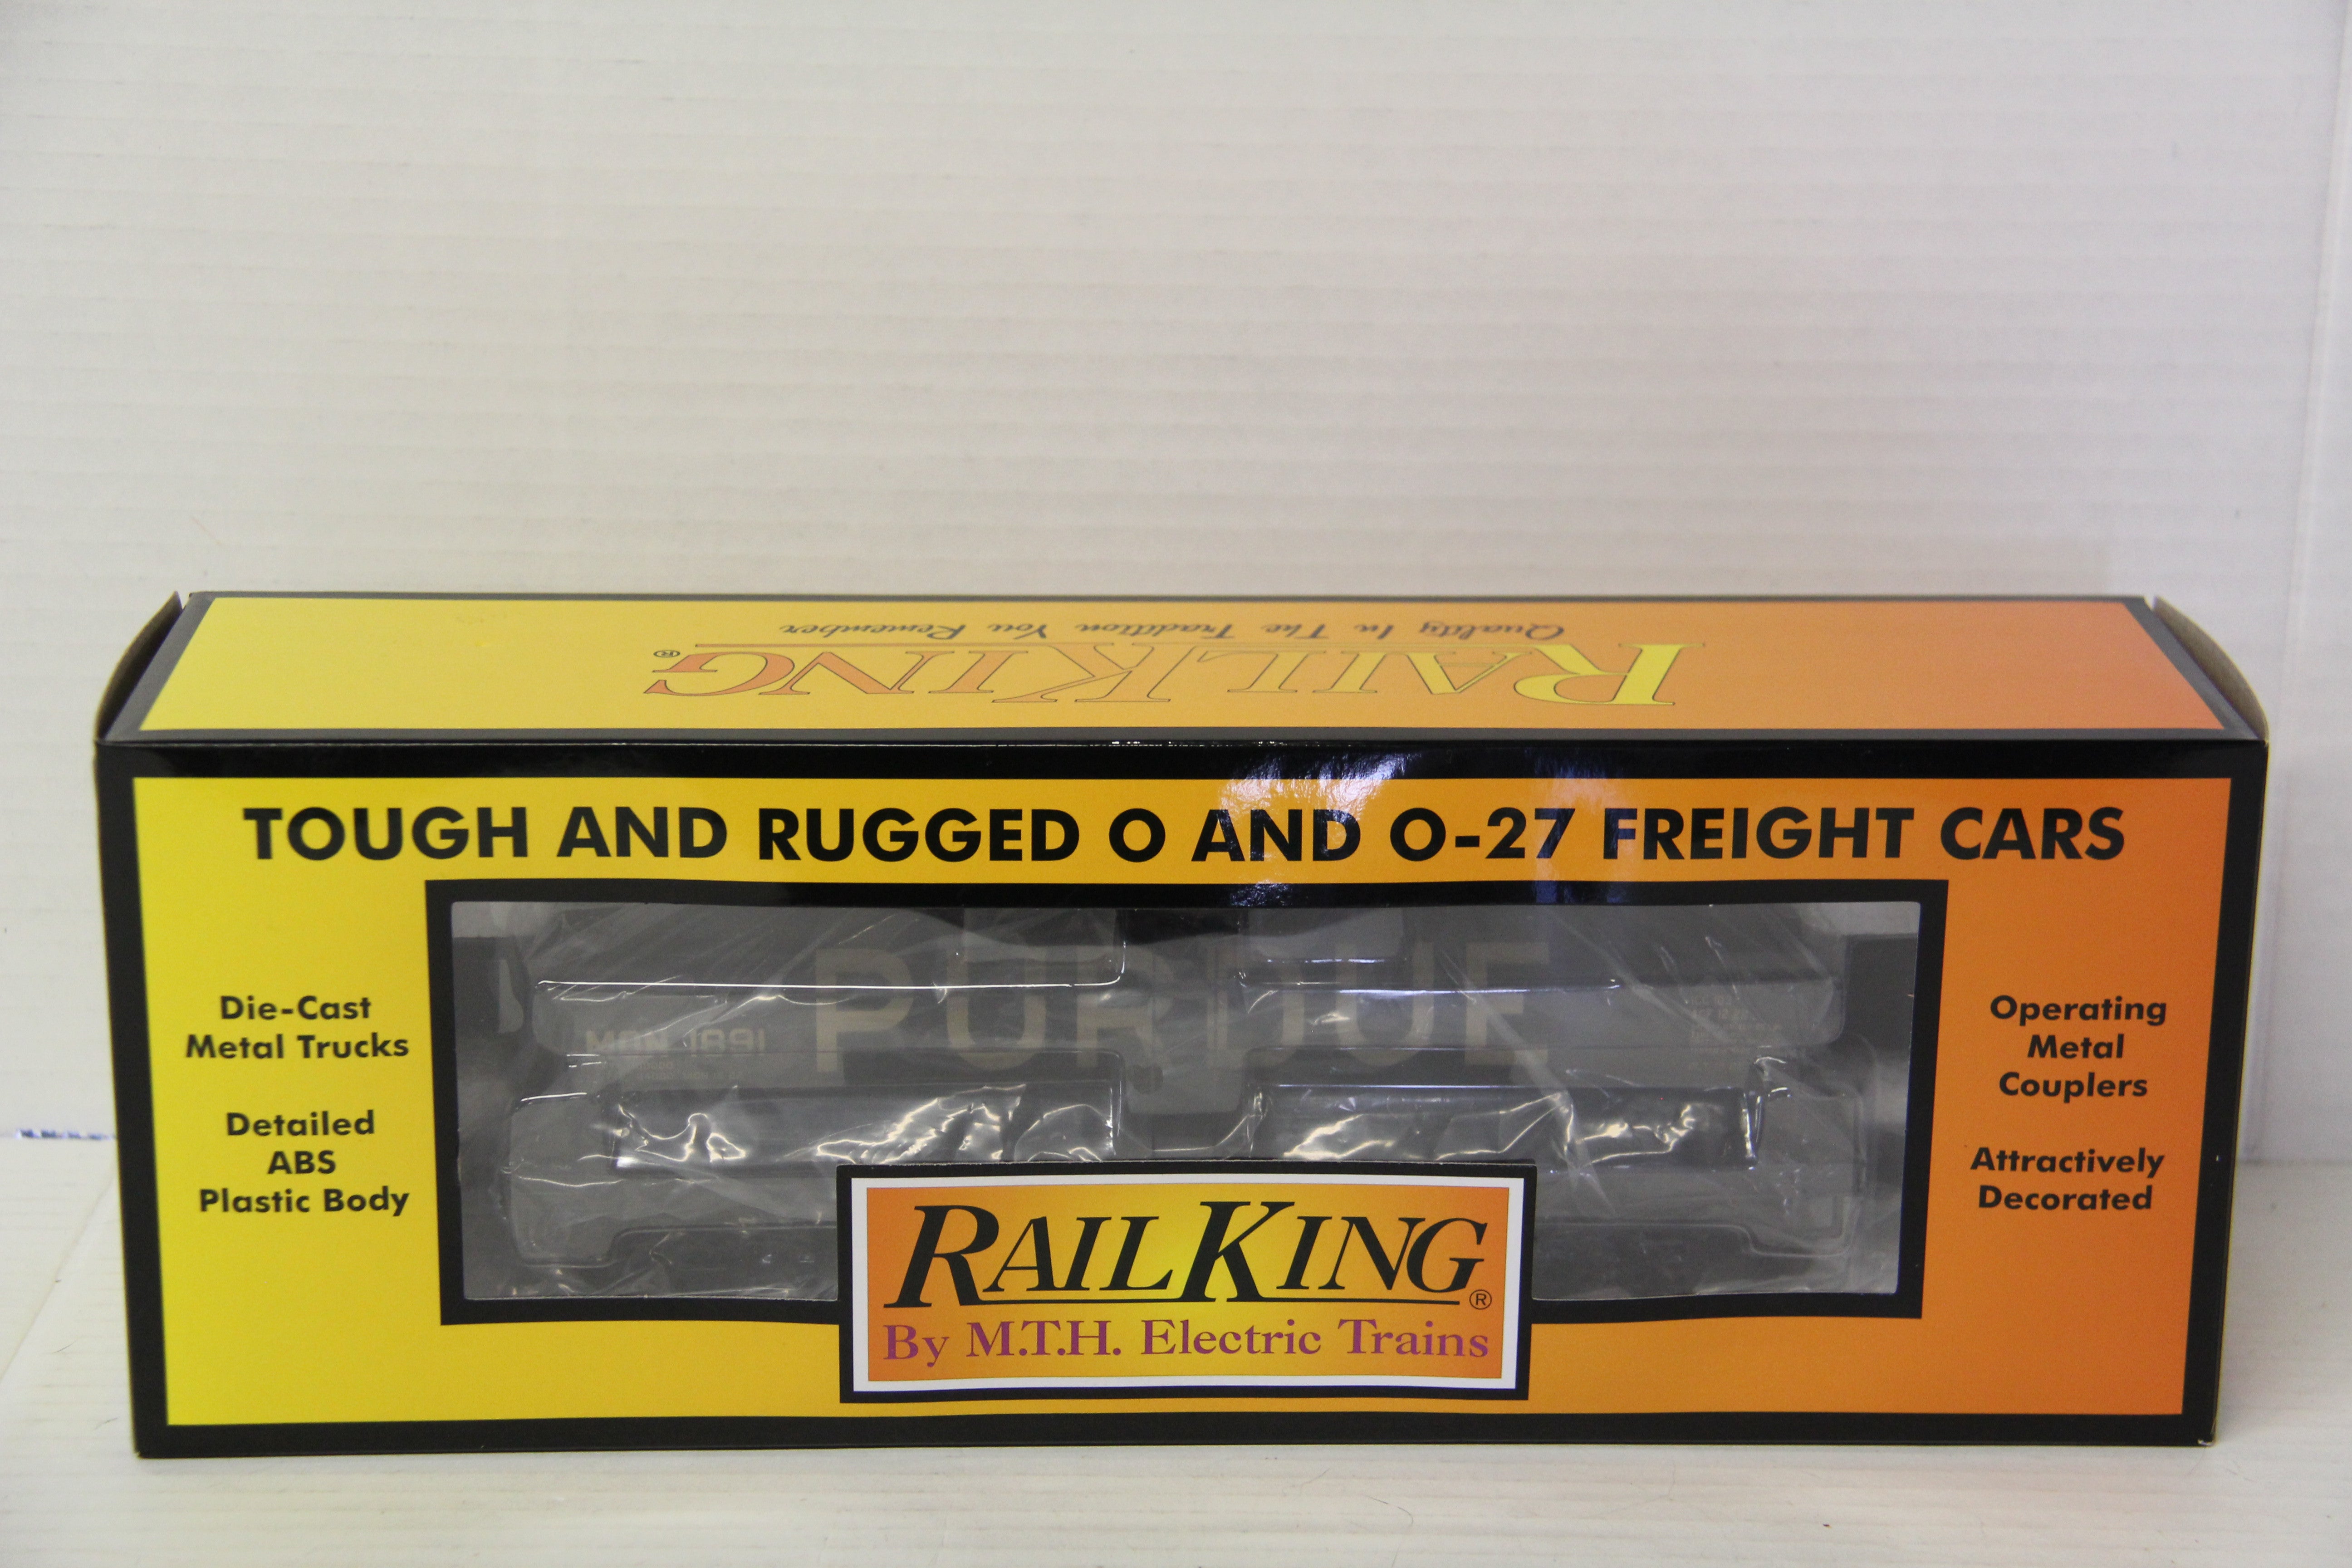 RAILKING®
Quality In The Tradition You Remember
TOUGH AND RUGGED O AND O-27 FREIGHT CARS
Die-Cast
Metal Trucks
Detailed
ABS
Plastic Body
PURDUE
MON 1891
Operating
Metal
Couplers
Attractively
Decorated
RAILKING®
By M.T.H. Electric Trains